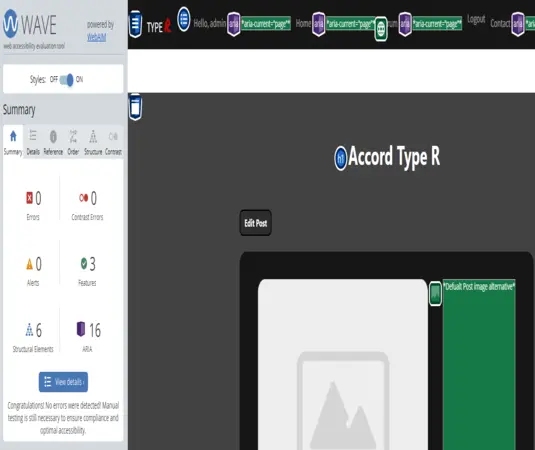 WAVE
web accessibility evaluation tool
powered by
WebAIM
Styles: OFF ON
Summary
Summary Details Reference Order Structure Contrast
0 Errors
0 Contrast Errors
0 Alerts
3 Features
6 Structural Elements
16 ARIA
View details ›
Congratulations! No errors were detected! Manual
testing is still necessary to ensure compliance and
optimal accessibility.
TYPE R Hello, admin aria *aria-current="page"* Home aria *aria-current="page"* rum aria *aria-current="page"* Logout Contact aria *aria
h1 Accord Type R
Edit Post
*Defualt Post image alternative*